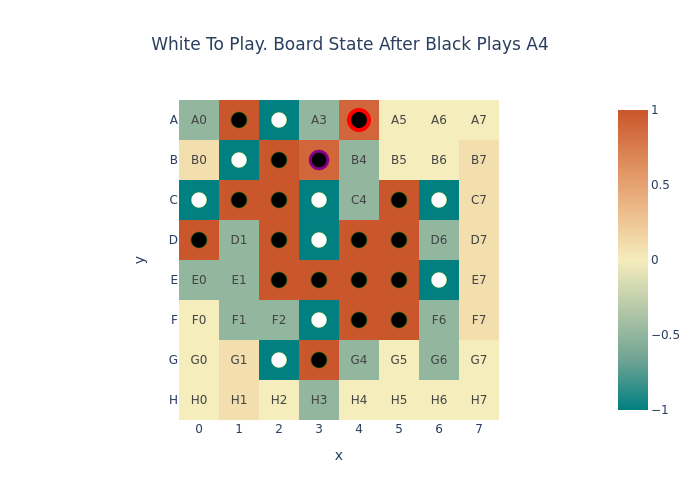 White To Play. Board State After Black Plays A4
A A0 A3 A5 A6 A7 1
B B0 B4 B5 B6 B7
C C4 C7 0.5
D D1 D6 D7
y 0
E E0 E1 E7
F F0 F1 F2 F6 F7 −0.5
G G0 G1 G4 G5 G6 G7
H H0 H1 H2 H3 H4 H5 H6 H7 −1
0 1 2 3 4 5 6 7
x